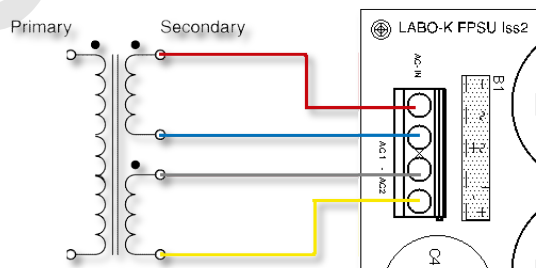 Primary
Secondary
LABO-K FPSU Iss2
AC-IN
B1
AC1 - AC2
C4